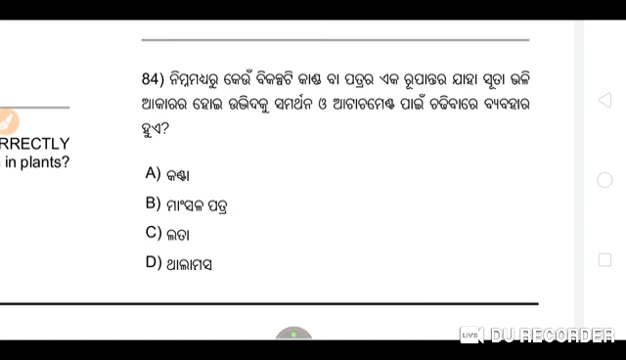 RRECTLY
in plants?
84) ନିମ୍ନମଧ୍ୟରୁ କେଉଁ ବିକଳ୍ପଟି କାଣ୍ଡ ବା ପତ୍ରର ଏକ ରୂପାନ୍ତର ଯାହା ସୂତା ଭଳି
ଆକାରର ହୋଇ ଉଦ୍ଭିଦକୁ ସମର୍ଥନ ଓ ଆଟାଚମେଣ୍ଟ ପାଇଁ ଚଢିବାରେ ବ୍ୟବହାର
ହୁଏ?
A) କଣ୍ଟା
B) ମାଂସଳ ପତ୍ର
C) ଲତା
D) ଥାଲାମସ
LIVE DU RECORDER